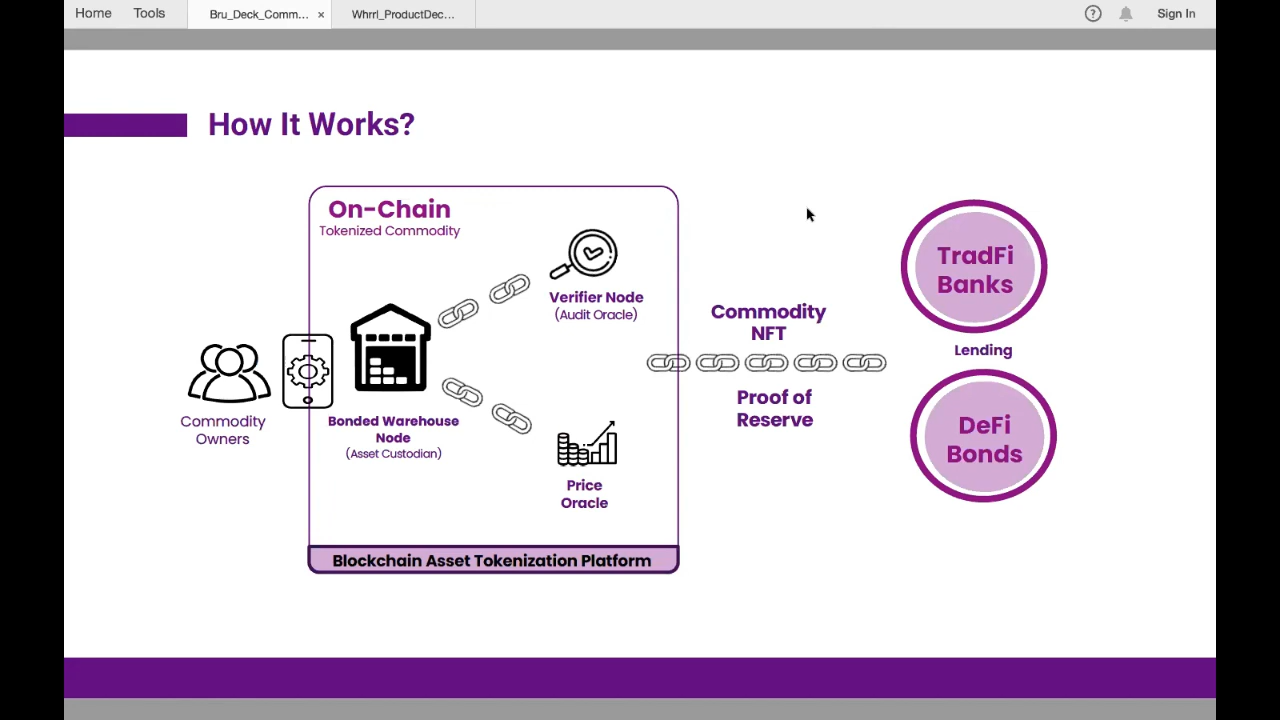 Home
Tools
Bru_Deck_Comm... ×
Whrrl_ProductDec...
?
Sign In
How It Works?
On-Chain
Tokenized Commodity
Verifier Node
(Audit Oracle)
Commodity
Owners
Bonded Warehouse
Node
(Asset Custodian)
Price
Oracle
Blockchain Asset Tokenization Platform
Commodity
NFT
Proof of
Reserve
TradFi
Banks
Lending
DeFi
Bonds